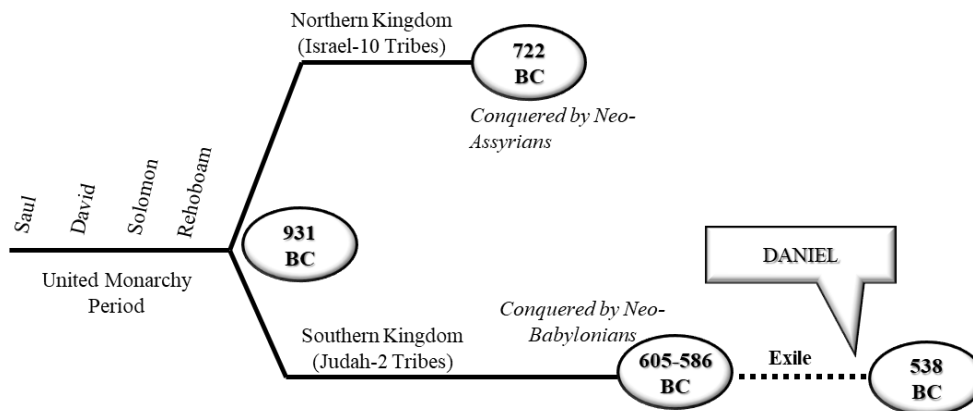 Northern Kingdom
(Israel-10 Tribes)
722
BC
Conquered by Neo-
Assyrians
Saul
David
Solomon
Rehoboam
931
BC
United Monarchy
Period
DANIEL
Conquered by Neo-
Babylonians
Southern Kingdom
(Judah-2 Tribes)
605-586
BC
Exile
538
BC